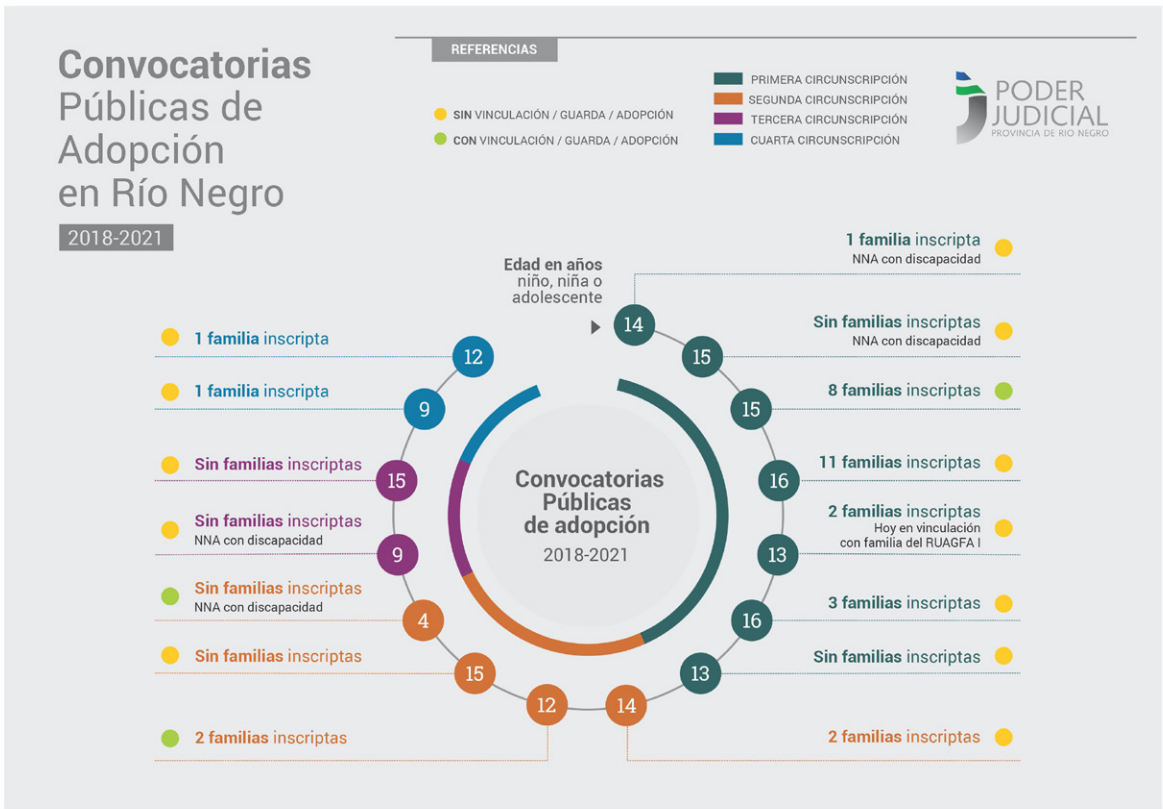 Convocatorias
Públicas de
Adopción
en Río Negro
2018-2021
REFERENCIAS
SIN VINCULACIÓN / GUARDA / ADOPCIÓN
CON VINCULACIÓN / GUARDA / ADOPCIÓN
PRIMERA CIRCUNSCRIPCIÓN
SEGUNDA CIRCUNSCRIPCIÓN
TERCERA CIRCUNSCRIPCIÓN
CUARTA CIRCUNSCRIPCIÓN
PODER
JUDICIAL
PROVINCIA DE RIO NEGRO
Edad en años
niño, niña o
adolescente
1 familia inscripta
NNA con discapacidad
14
Sin familias inscriptas
NNA con discapacidad
15
8 familias inscriptas
15
11 familias inscriptas
16
2 familias inscriptas
Hoy en vinculación
con familia del RUAGFA I
13
3 familias inscriptas
16
Sin familias inscriptas
13
2 familias inscriptas
14
1 familia inscripta
12
1 familia inscripta
9
Sin familias inscriptas
15
Sin familias inscriptas
NNA con discapacidad
9
Sin familias inscriptas
NNA con discapacidad
4
Sin familias inscriptas
15
2 familias inscriptas
12
Convocatorias
Públicas
de adopción
2018-2021